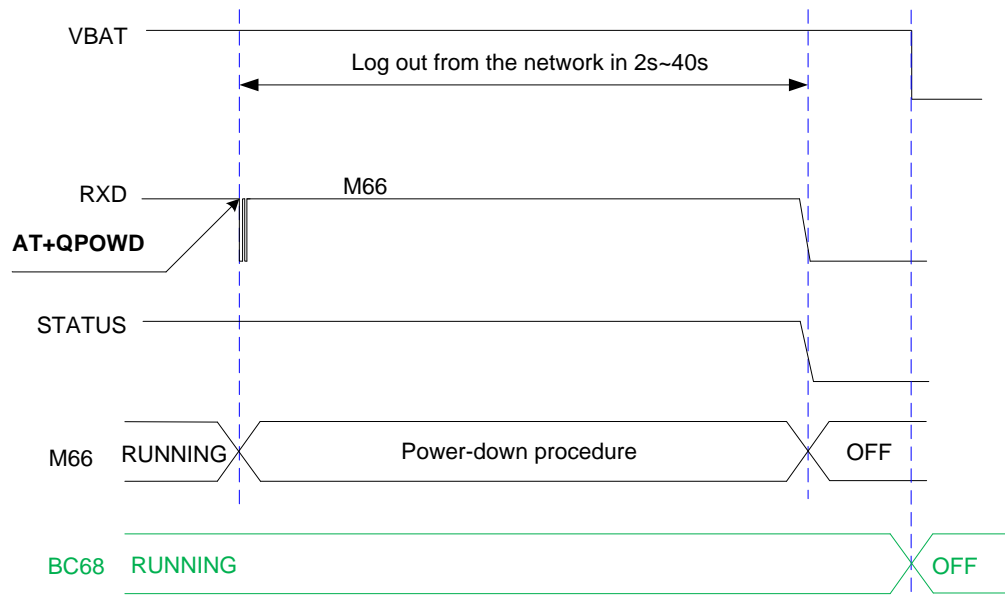 VBAT
Log out from the network in 2s~40s
RXD
M66
AT+QPOWD
STATUS
M66
RUNNING
Power-down procedure
OFF
BC68
RUNNING
OFF